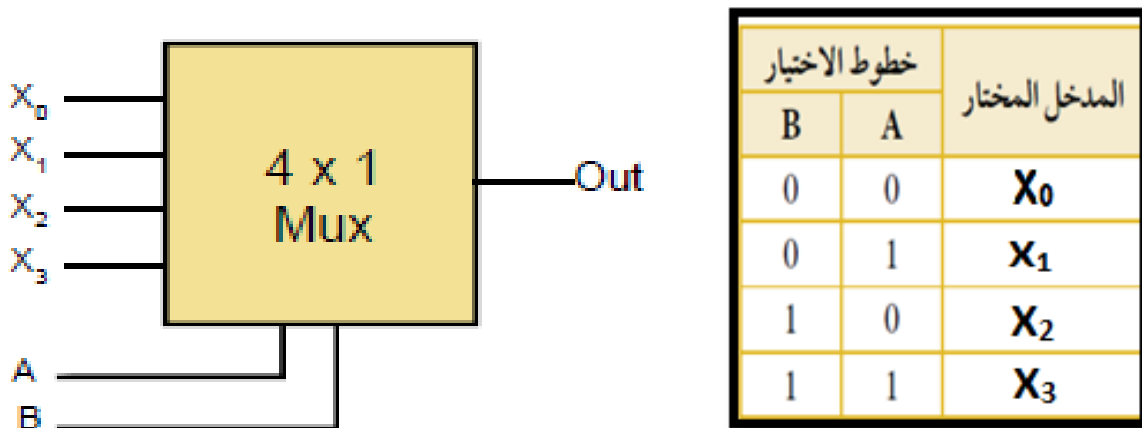 X0
X1
X2
X3
4 x 1
Mux
Out
A
B
خطوط الاختيار
المدخل المختار
B A
0 0 X0
0 1 X1
1 0 X2
1 1 X3